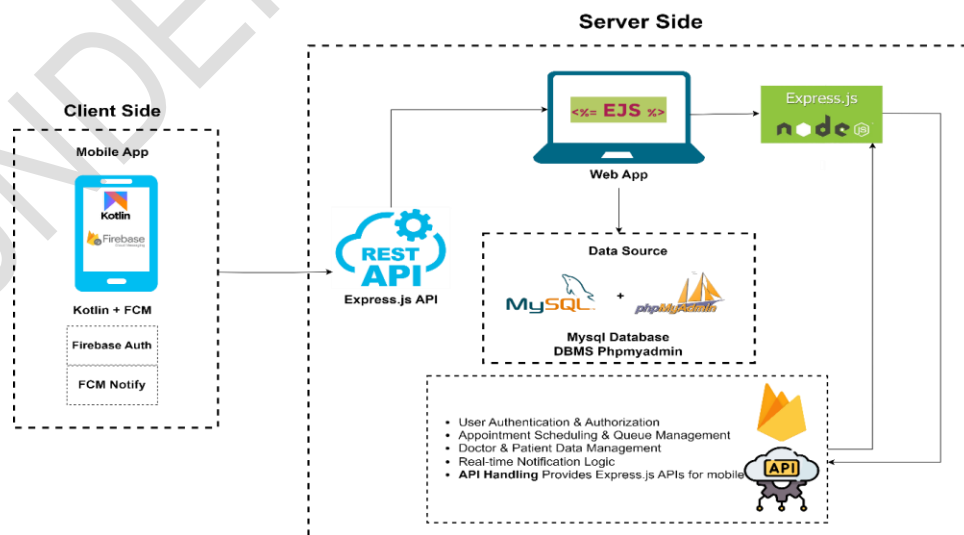 Server Side
Client Side
Mobile App
Kotlin
Firebase
Kotlin + FCM
Firebase Auth
FCM Notify
REST
API
Express.js API
<%= EJS %>
Web App
Express.js
node
JS
Data Source
MySQL
+
phpMyAdmin
Mysql Database
DBMS Phpmyadmin
• User Authentication & Authorization
• Appointment Scheduling & Queue Management
• Doctor & Patient Data Management
• Real-time Notification Logic
• API Handling Provides Express.js APIs for mobile
API